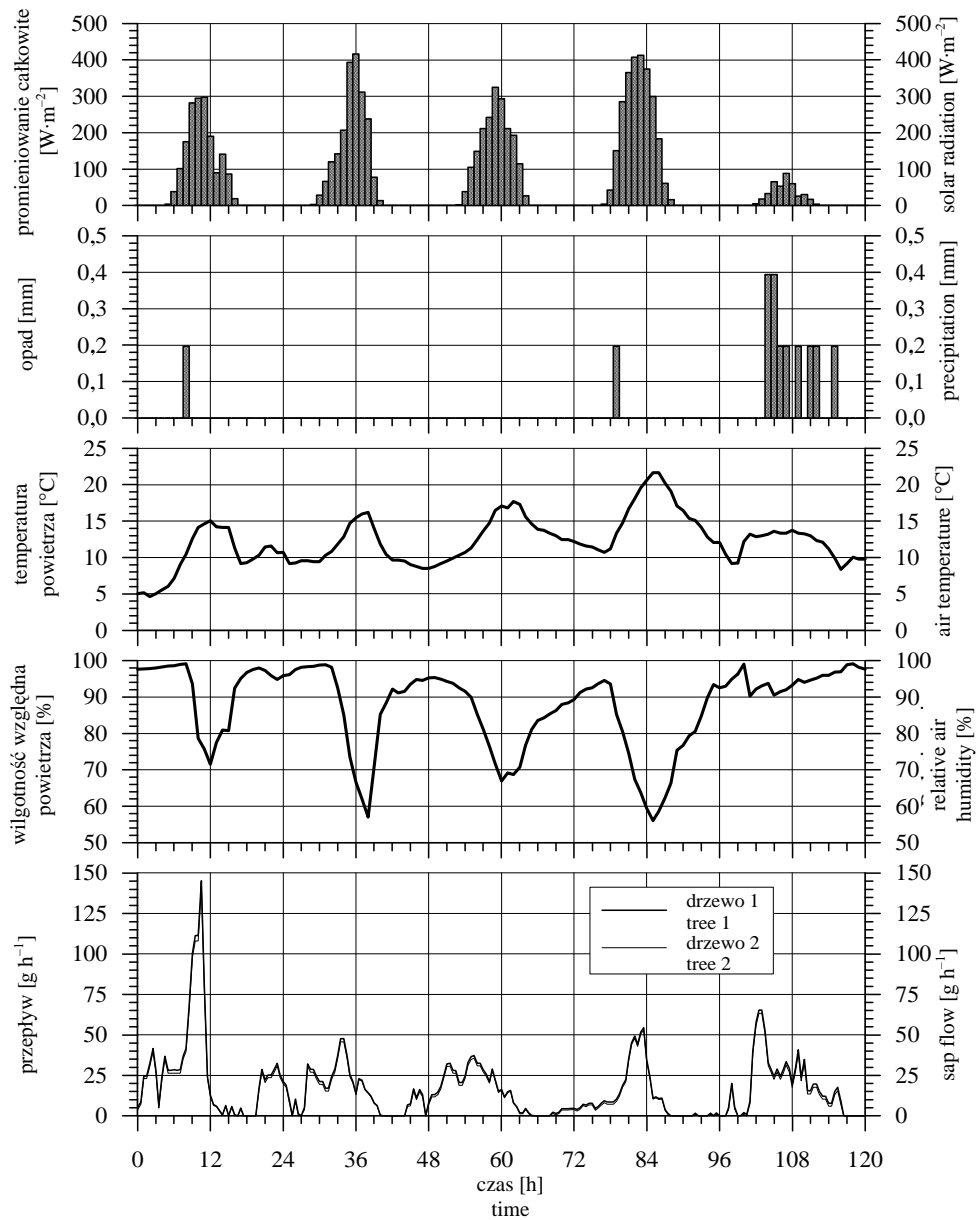 promieniowanie całkowite
[W·m–2]
500
400
300
200
100
0
500
400
300
200
100
0
solar radiation [W·m–2]
opad [mm]
0,5
0,4
0,3
0,2
0,1
0,0
0,5
0,4
0,3
0,2
0,1
0,0
precipitation [mm]
temperatura
powietrza [°C]
25
20
15
10
5
0
25
20
15
10
5
0
air temperature [°C]
wilgotność względna
powietrza [%]
100
90
80
70
60
50
100
90
80
70
60
50
relative air
humidity [%]
przepływ [g h–1]
150
125
100
75
50
25
0
drzewo 1
tree 1
drzewo 2
tree 2
150
125
100
75
50
25
0
sap flow [g h–1]
0 12 24 36 48 60 72 84 96 108 120
czas [h]
time